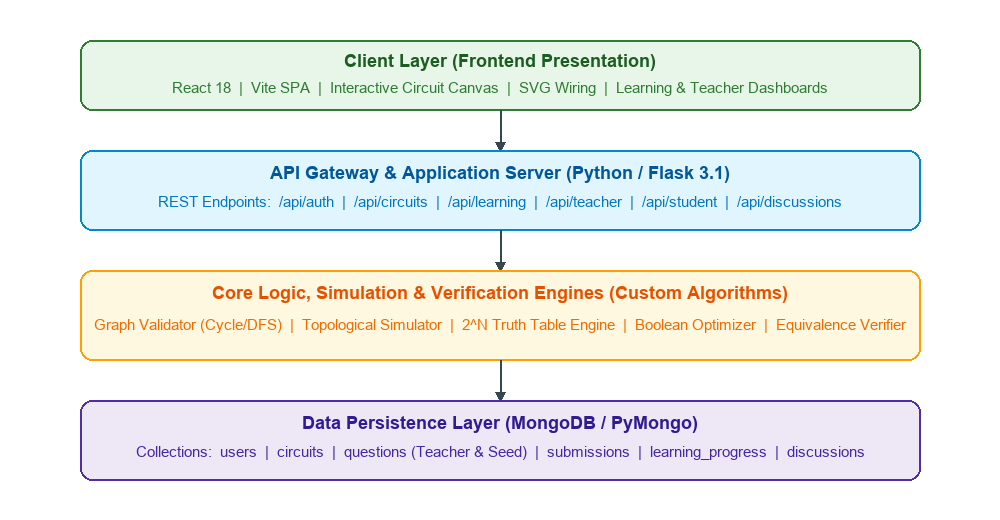 Client Layer (Frontend Presentation)
React 18 | Vite SPA | Interactive Circuit Canvas | SVG Wiring | Learning & Teacher Dashboards
API Gateway & Application Server (Python / Flask 3.1)
REST Endpoints: /api/auth | /api/circuits | /api/learning | /api/teacher | /api/student | /api/discussions
Core Logic, Simulation & Verification Engines (Custom Algorithms)
Graph Validator (Cycle/DFS) | Topological Simulator | 2^N Truth Table Engine | Boolean Optimizer | Equivalence Verifier
Data Persistence Layer (MongoDB / PyMongo)
Collections: users | circuits | questions (Teacher & Seed) | submissions | learning_progress | discussions